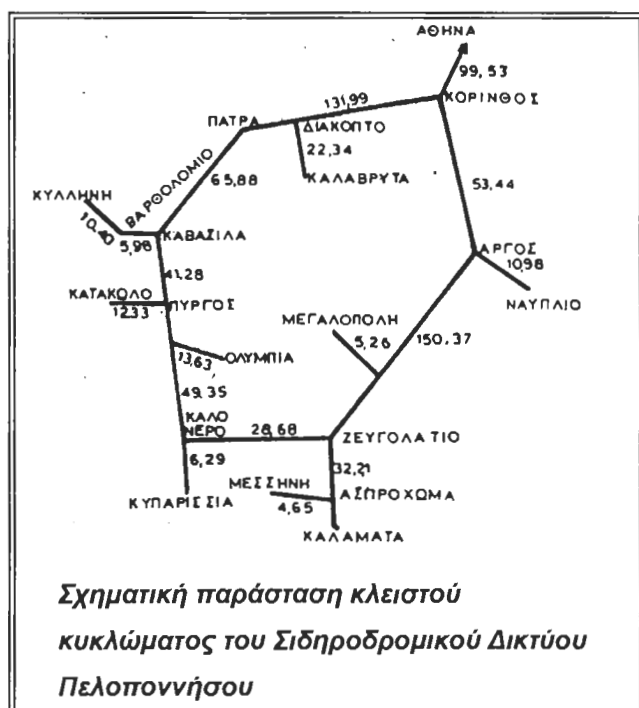 ΑΘΗΝΑ
99,53
131,99
ΚΟΡΙΝΘΟΣ
ΠΑΤΡΑ
ΔΙΑΚΟΠΤΟ
22,34
ΚΑΛΑΒΡΥΤΑ
ΒΑΡΘΟΛΟΜΙΟ
65,88
53,44
ΚΥΛΛΗΝΗ
10,40
5,98
ΚΑΒΑΣΙΛΑ
ΑΡΓΟΣ
10,98
41,28
ΝΑΥΠΛΙΟ
ΚΑΤΑΚΩΛΟ
12,33
ΠΥΡΓΟΣ
ΜΕΓΑΛΟΠΟΛΗ
5,26
150,37
ΟΛΥΜΠΙΑ
13,63
49,35
ΚΑΛΟ
ΝΕΡΟ
28,68
ΖΕΥΓΟΛΑΤΙΟ
6,29
32,21
ΜΕΣΣΗΝΗ
ΑΣΠΡΟΧΩΜΑ
4,65
ΚΥΠΑΡΙΣΣΙΑ
ΚΑΛΑΜΑΤΑ
Σχηματική παράσταση κλειστού
κυκλώματος του Σιδηροδρομικού Δικτύου
Πελοποννήσου